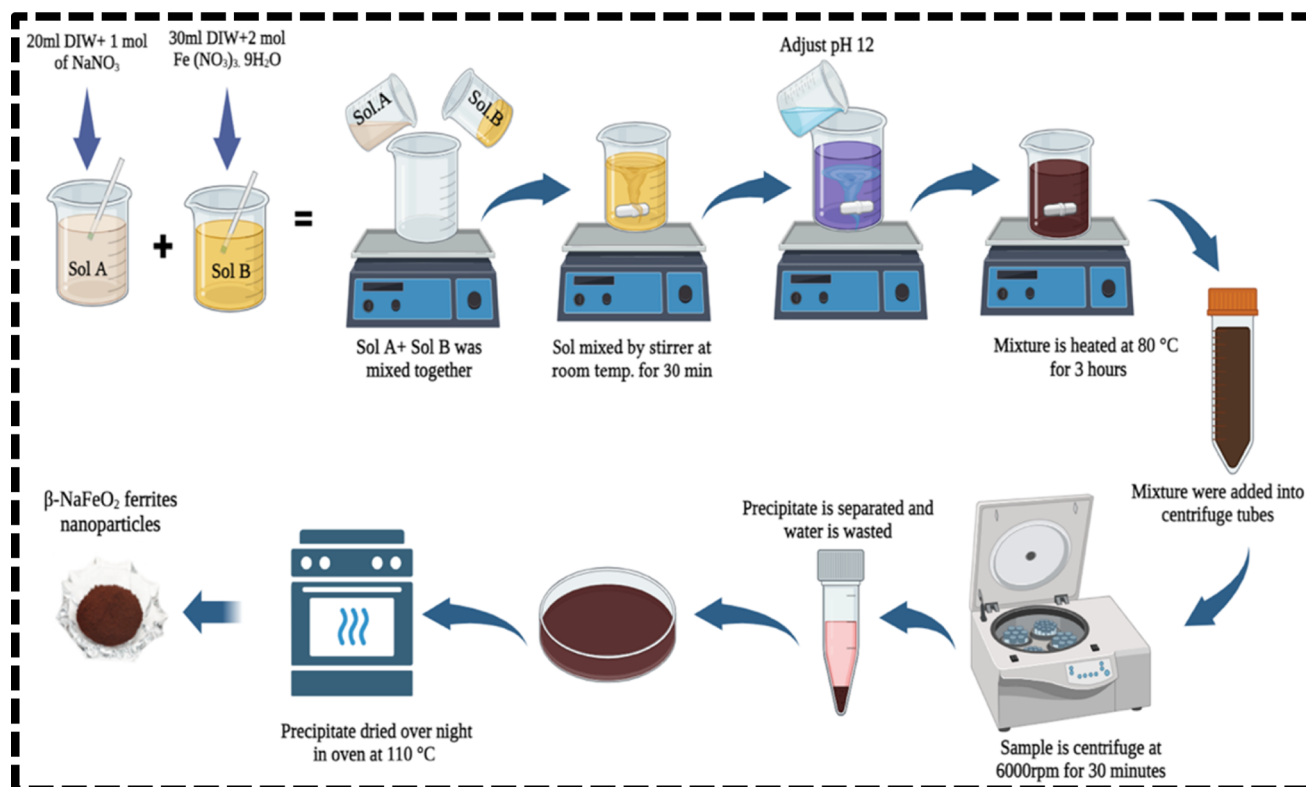 20ml DIW+ 1 mol
of NaNO₃
30ml DIW+2 mol
Fe (NO₃)₃. 9H₂O
Sol A
+
Sol B
=
Sol.A
Sol.B
Sol A+ Sol B was
mixed together
Sol mixed by stirrer at
room temp. for 30 min
Adjust pH 12
Mixture is heated at 80 °C
for 3 hours
Mixture were added into
centrifuge tubes
Sample is centrifuge at
6000rpm for 30 minutes
Precipitate is separated and
water is wasted
Precipitate dried over night
in oven at 110 °C
β-NaFeO₂ ferrites
nanoparticles